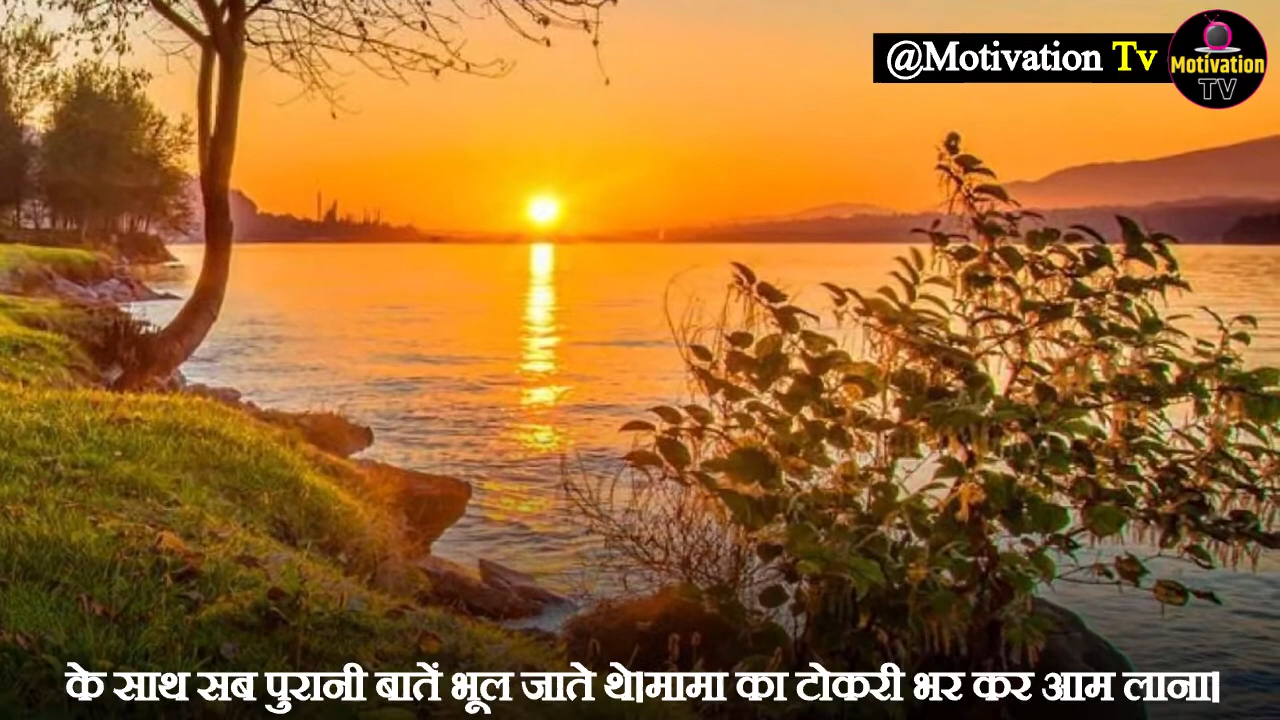 @Motivation Tv
Motivation
TV
के साथ सब पुरानी बातें भूल जाते थे।मामा का टोकरी भर कर आम लाना।